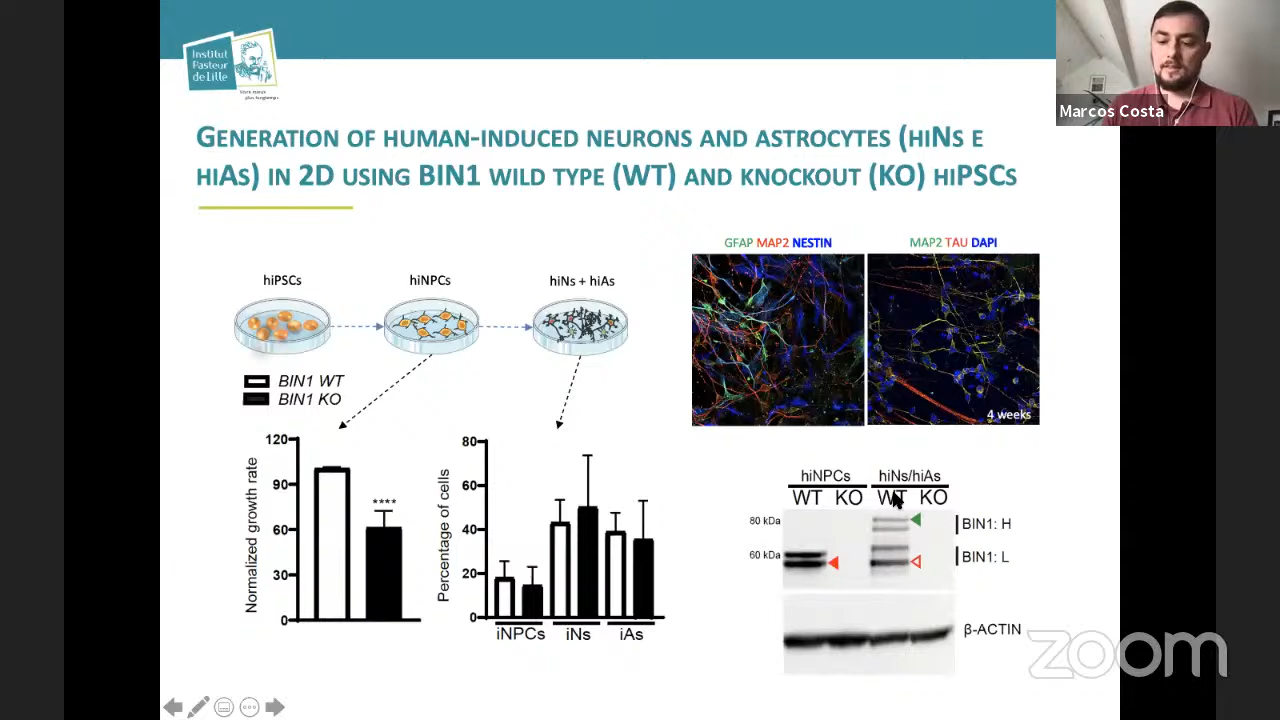 Institut
Pasteur
de Lille
Marcos Costa
GENERATION OF HUMAN-INDUCED NEURONS AND ASTROCYTES (HINS E
HIAS) IN 2D USING BIN1 WILD TYPE (WT) AND KNOCKOUT (KO) HIPSCS
GFAP MAP2 NESTIN
MAP2 TAU DAPI
hiPSCs
hiNPCs
hiNs + hiAs
BIN1 WT
BIN1 KO
4 weeks
Normalized growth rate
120
90
60
30
0
****
Percentage of cells
80
60
40
20
0
iNPCs
iNs
iAs
hiNPCs
hiNs/hiAs
WT KO WT KO
80 kDa
BIN1: H
60 kDa
BIN1: L
β-ACTIN
zoom